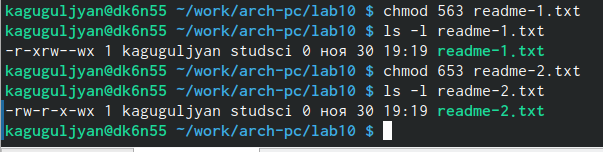 kaguguljyan@dk6n55 ~/work/arch-pc/lab10 $ chmod 563 readme-1.txt
kaguguljyan@dk6n55 ~/work/arch-pc/lab10 $ ls -l readme-1.txt
-r-xrw--wx 1 kaguguljyan studsci 0 ноя 30 19:19 readme-1.txt
kaguguljyan@dk6n55 ~/work/arch-pc/lab10 $ chmod 653 readme-2.txt
kaguguljyan@dk6n55 ~/work/arch-pc/lab10 $ ls -l readme-2.txt
-rw-r-x-wx 1 kaguguljyan studsci 0 ноя 30 19:19 readme-2.txt
kaguguljyan@dk6n55 ~/work/arch-pc/lab10 $